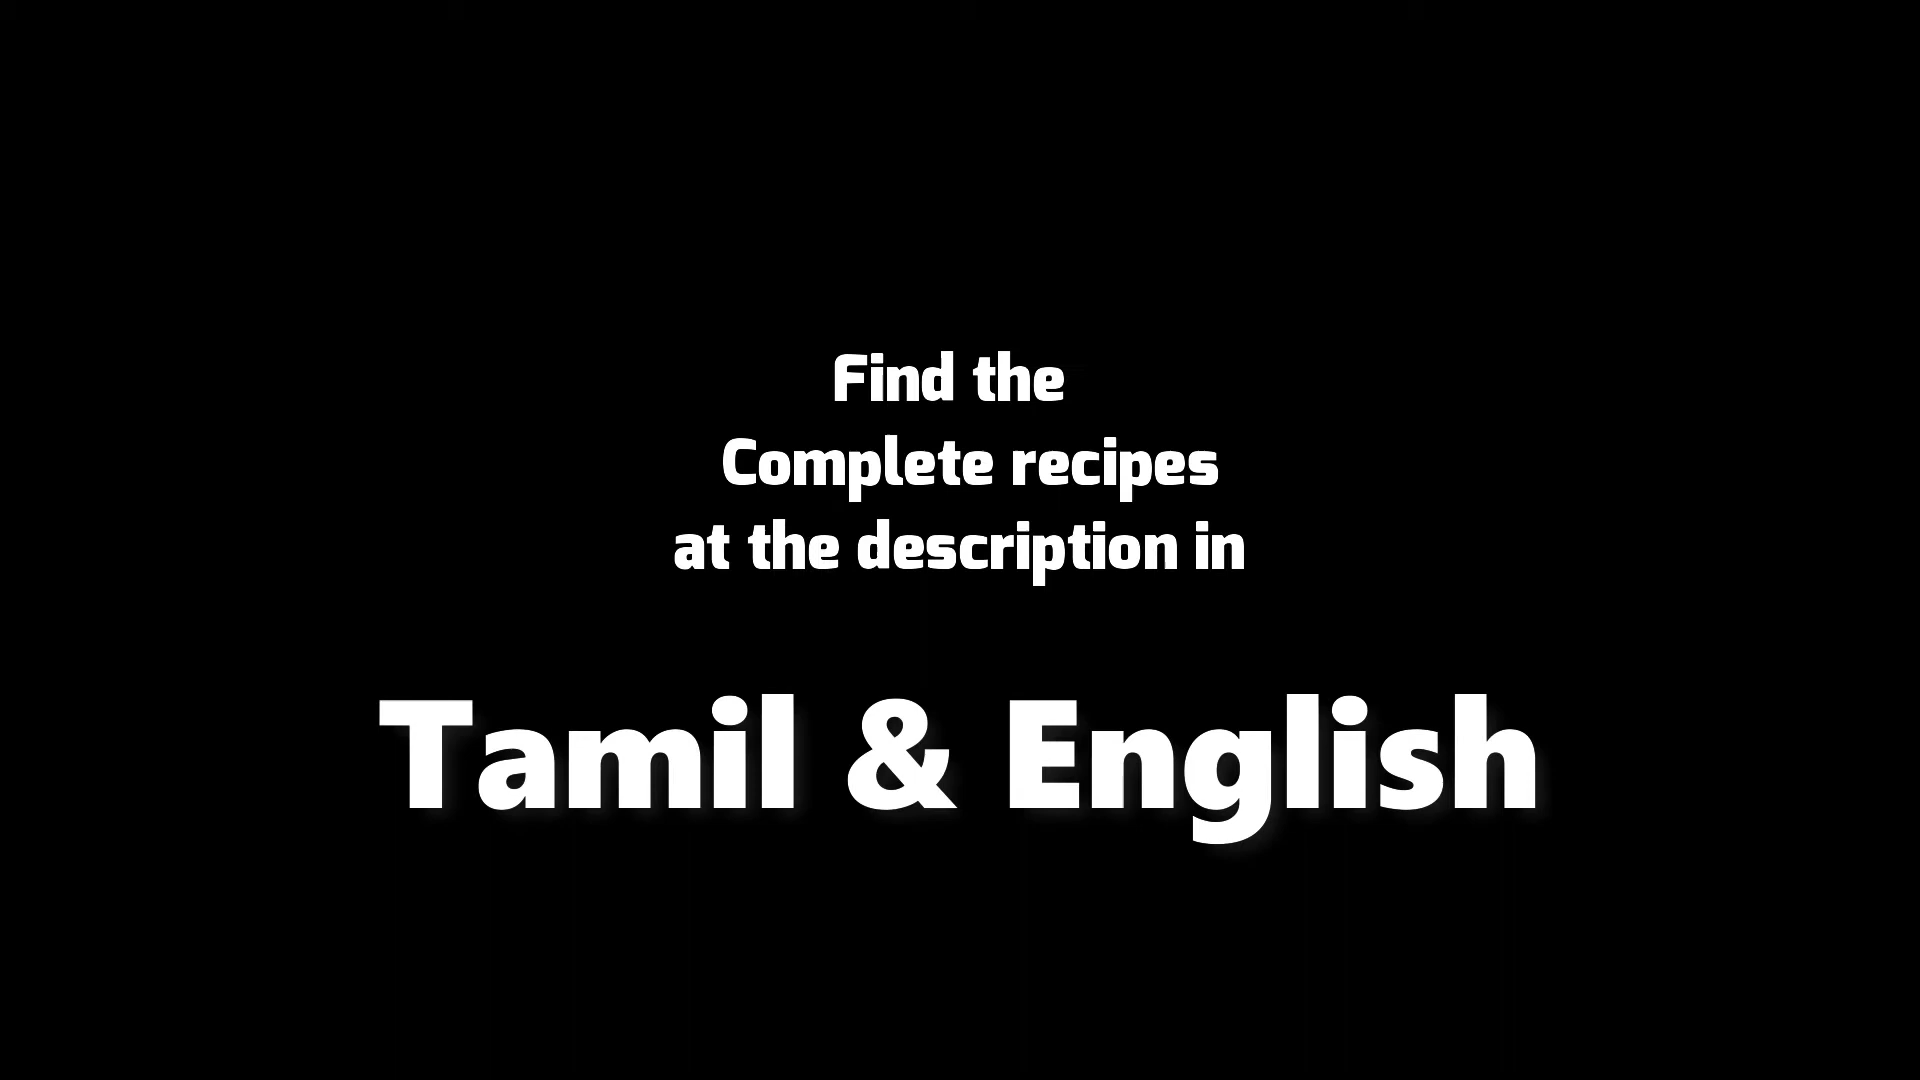 Find the
Complete recipes
at the description in
Tamil & English